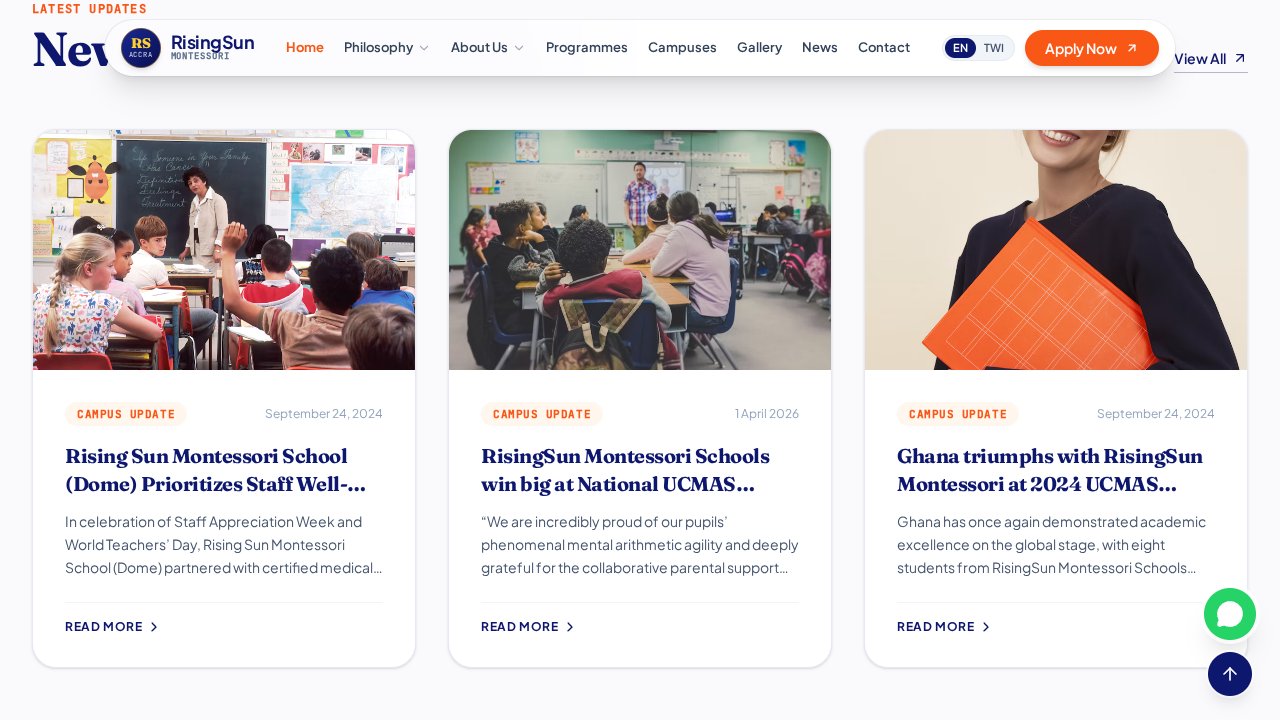 LATEST UPDATES
RS
ACCRA
RisingSun
MONTESSORI
Home
Philosophy
About Us
Programmes
Campuses
Gallery
News
Contact
EN
TWI
Apply Now
View All
CAMPUS UPDATE
September 24, 2024
Rising Sun Montessori School
(Dome) Prioritizes Staff Well-...
In celebration of Staff Appreciation Week and
World Teachers’ Day, Rising Sun Montessori
School (Dome) partnered with certified medical...
READ MORE
CAMPUS UPDATE
1 April 2026
RisingSun Montessori Schools
win big at National UCMAS...
“We are incredibly proud of our pupils’
phenomenal mental arithmetic agility and deeply
grateful for the collaborative parental support...
READ MORE
CAMPUS UPDATE
September 24, 2024
Ghana triumphs with RisingSun
Montessori at 2024 UCMAS...
Ghana has once again demonstrated academic
excellence on the global stage, with eight
students from RisingSun Montessori Schools...
READ MORE